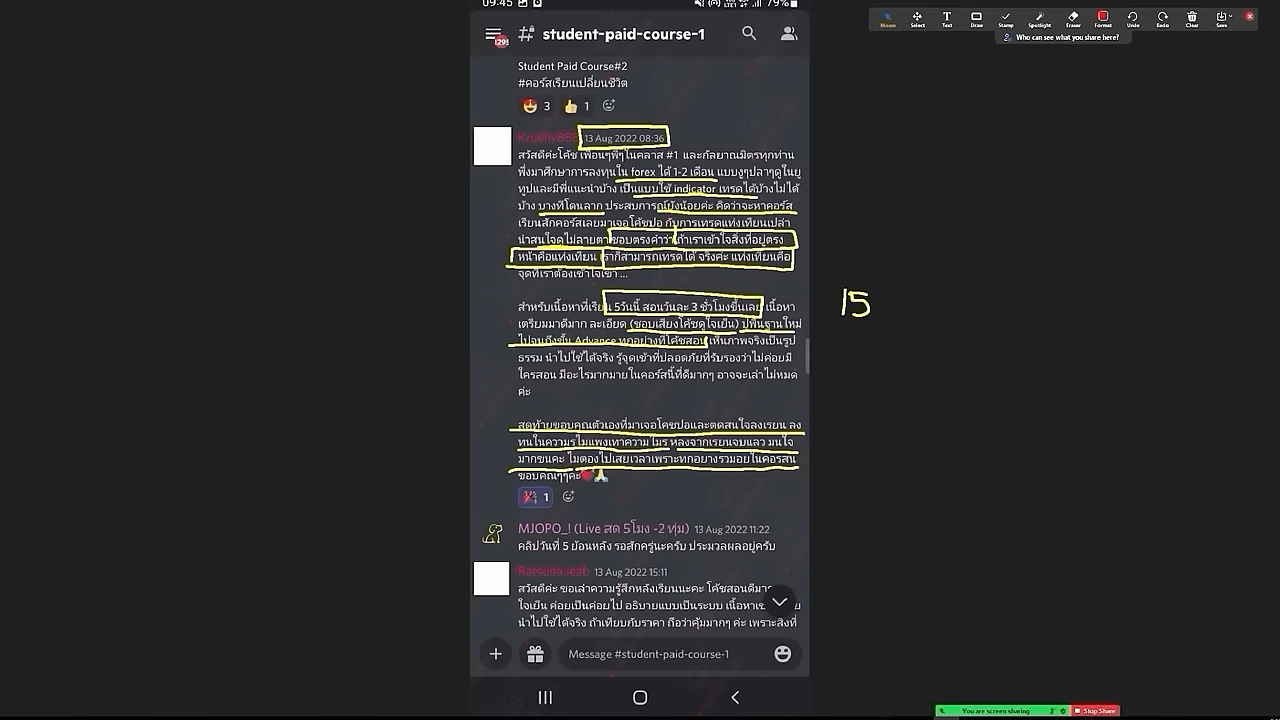 09:45
79%
Mouse Select Text Draw Stamp Spotlight Eraser Format Undo Redo Clear Save
Who can see what you share here?
student-paid-course-1
Student Paid Course#2
#คอร์สเรียนเปลี่ยนชีวิต
3 1
13 Aug 2022 08:36
สวัสดีค่ะโค้ช เพื่อนๆพี่ๆในคลาส #1 และกัลยาณมิตรทุกท่าน
พึ่งมาศึกษาการลงทุนใน forex ได้ 1-2 เดือน แบบงูๆปลาๆดูในยู
ทูปและมีพี่แนะนำบ้าง เป็นแบบใช้ indicator เทรดได้บ้างไม่ได้
บ้าง บางทีโดนลาก ประสบการณ์ยังน้อยค่ะ คิดว่าจะหาคอร์ส
เรียนสักคอร์สเลยมาเจอโค้ชปอ กับการเทรดแท่งเทียนเปล่า
น่าสนใจดูไม่ลายตา ชอบตรงคำว่า ถ้าเราเข้าใจสิ่งที่อยู่ตรง
หน้าคือแท่งเทียน เราก็สามารถเทรดได้ จริงค่ะ แท่งเทียนคือ
จุดที่เราต้องเข้าใจเขา ...
15
สำหรับเนื้อหาที่เรียน 5วันนี้ สอนวันละ 3 ชั่วโมงขึ้นเลย เนื้อหา
เตรียมมาดีมาก ละเอียด (ชอบเสียงโค้ชดูใจเย็น) ปูพื้นฐานใหม่
ไปจนถึงขั้น Advance ทุกอย่างที่โค้ชสอน เห็นภาพจริงเป็นรูป
ธรรม นำไปใช้ได้จริง รู้จุดเข้าที่ปลอดภัยที่รับรองว่าไม่ค่อยมี
ใครสอน มีอะไรมากมายในคอร์สนี้ที่ดีมากๆ อาจจะเล่าไม่หมด
ค่ะ
สุดท้ายขอบคุณตัวเองที่มาเจอโค้ชปอและตัดสินใจลงเรียน ลง
ทุนในความรู้ไม่แพงเท่าความไม่รู้ หลังจากเรียนจบแล้ว มั่นใจ
มากขึ้นค่ะ ไม่ต้องไปเสียเวลาเพราะทุกอย่างรวมอยู่ในคอร์สนี้
ขอบคุณๆๆค่ะ
1
MJOPO_! (Live สด 5โมง -2 ทุ่ม) 13 Aug 2022 11:22
คลิปวันที่ 5 ย้อนหลัง รอสักครู่นะครับ ประมวลผลอยู่ครับ
13 Aug 2022 15:11
สวัสดีค่ะ ขอเล่าความรู้สึกหลังเรียนนะคะ โค้ชสอนดีมาก
ใจเย็น ค่อยเป็นค่อยไป อธิบายแบบเป็นระบบ
นำไปใช้ได้จริง ถ้าเทียบกับราคา ถือว่าคุ้มมากๆ ค่ะ เพราะสิ่งที่
Message #student-paid-course-1
You are screen sharing Stop Share